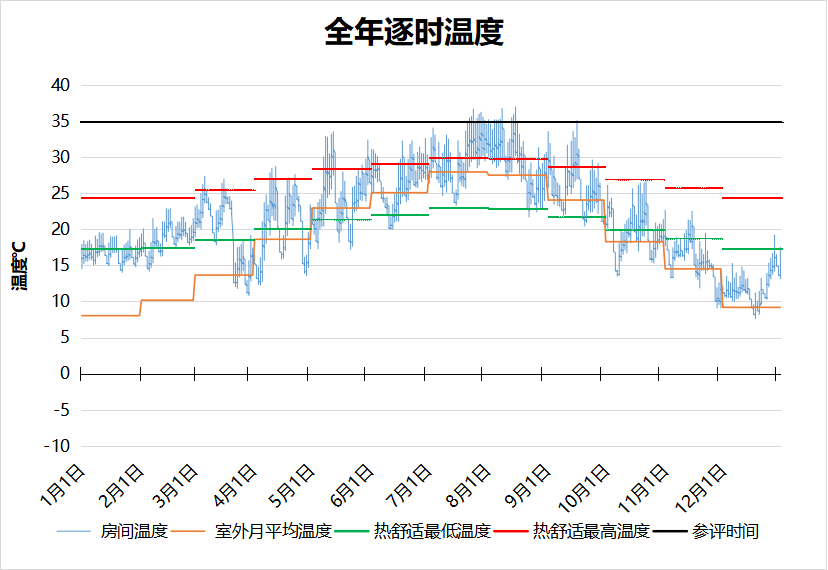 全年逐时温度
温度℃
40
35
30
25
20
15
10
5
0
-5
-10
1月1日
2月1日
3月1日
4月1日
5月1日
6月1日
7月1日
8月1日
9月1日
10月1日
11月1日
12月1日
房间温度 室外月平均温度 热舒适最低温度 热舒适最高温度 参评时间